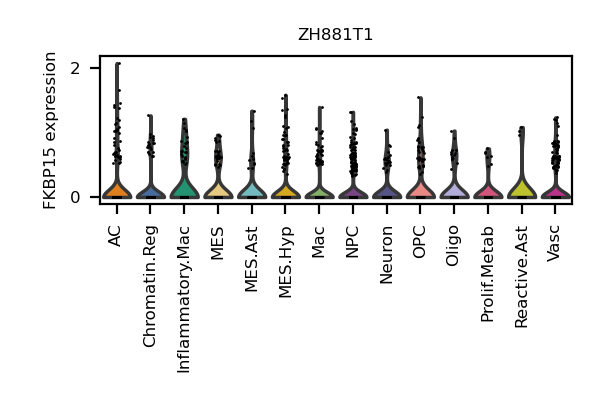 ZH881T1
FKBP15 expression
2
0
AC
Chromatin.Reg
Inflammatory.Mac
MES
MES.Ast
MES.Hyp
Mac
NPC
Neuron
OPC
Oligo
Prolif.Metab
Reactive.Ast
Vasc